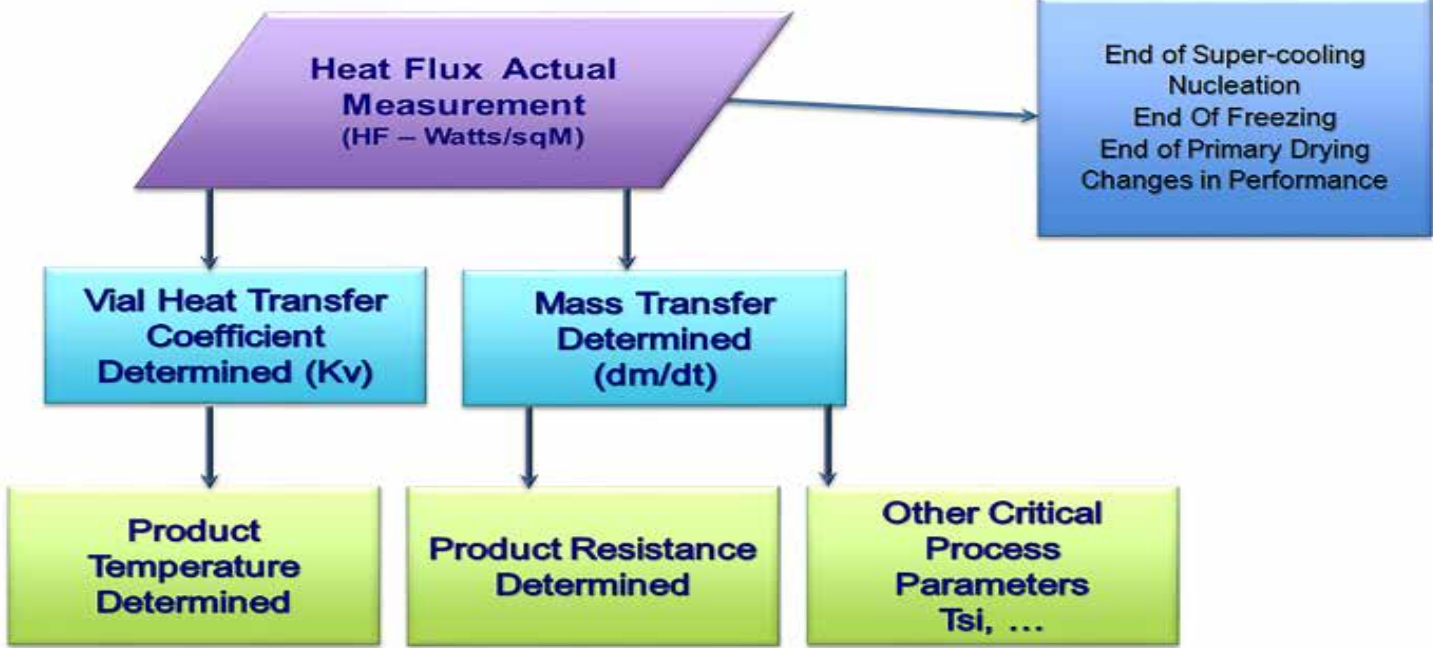 Heat Flux Actual
Measurement
(HF – Watts/sqM)
End of Super-cooling
Nucleation
End Of Freezing
End of Primary Drying
Changes in Performance
Vial Heat Transfer
Coefficient
Determined (Kv)
Mass Transfer
Determined
(dm/dt)
Product
Temperature
Determined
Product Resistance
Determined
Other Critical
Process
Parameters
Tsi, …